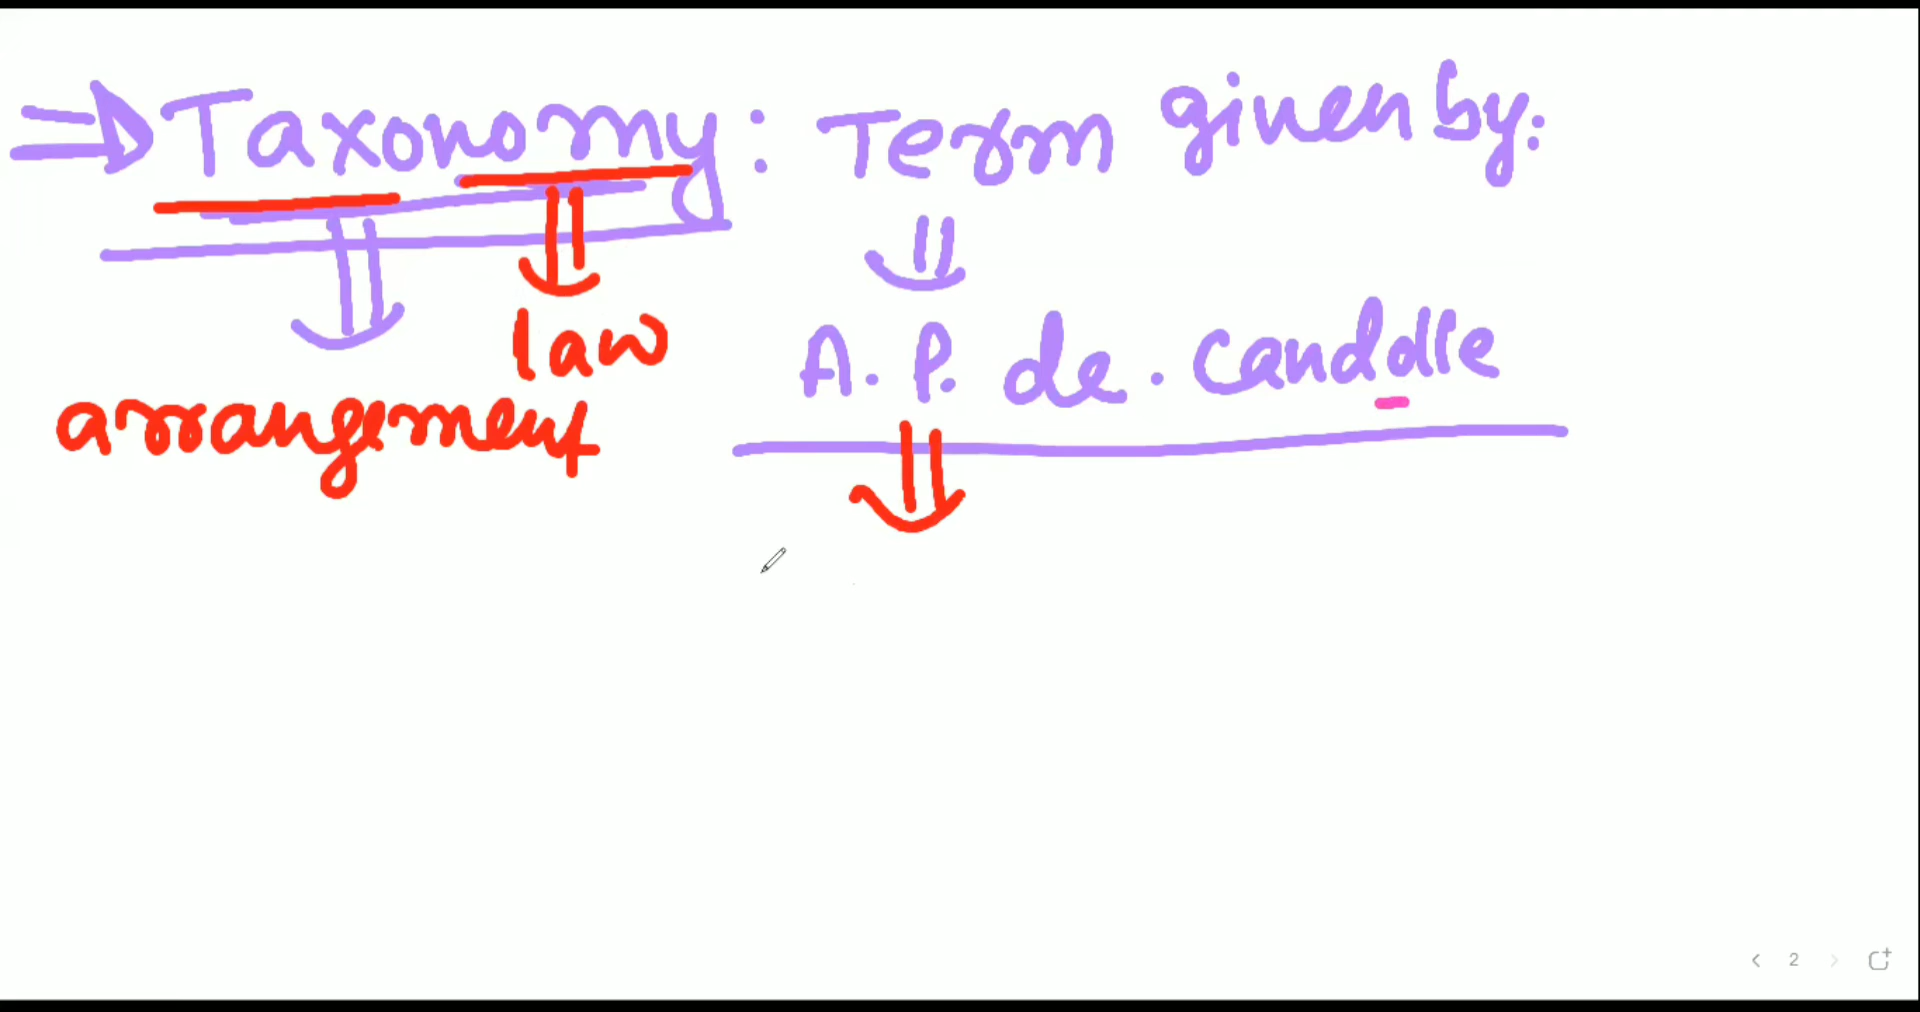 ⇒ Taxonomy: Term given by:
law
A. P. de. Candolle
arrangement
2